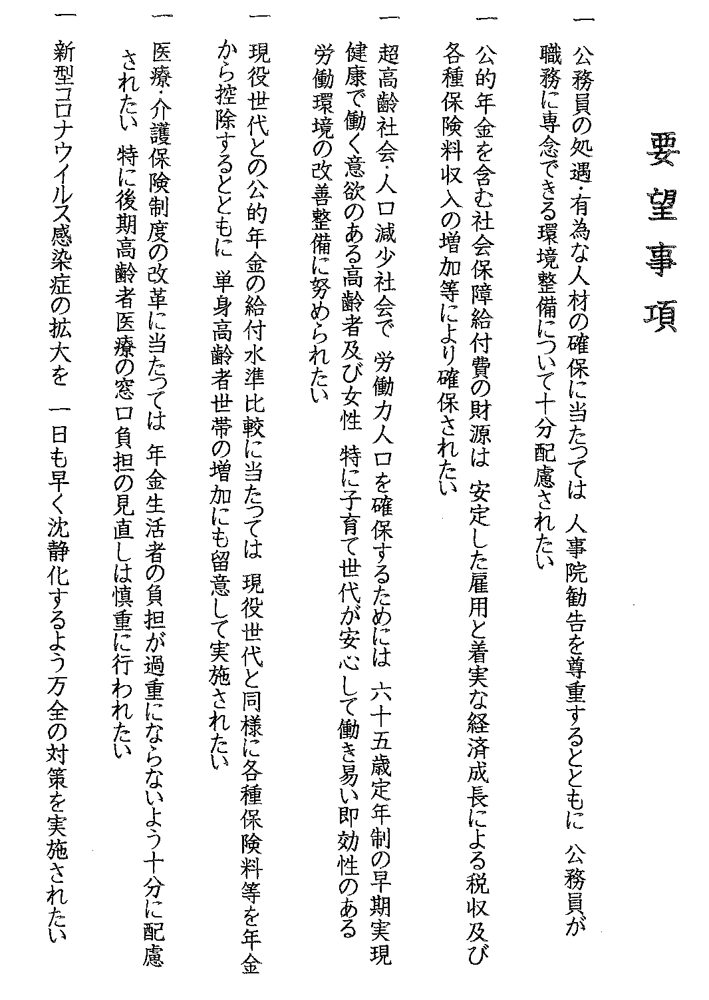 要望事項
一 公務員の処遇・有為な人材の確保に当たつては 人事院勧告を尊重するとともに 公務員が
職務に専念できる環境整備について十分配慮されたい
一 公的年金を含む社会保障給付費の財源は 安定した雇用と着実な経済成長による税収及び
各種保険料収入の増加等により確保されたい
一 超高齢社会・人口減少社会で 労働力人口を確保するためには 六十五歳定年制の早期実現
健康で働く意欲のある高齢者及び女性 特に子育て世代が安心して働き易い即効性のある
労働環境の改善整備に努められたい
一 現役世代との公的年金の給付水準比較に当たつては 現役世代と同様に各種保険料等を年金
から控除するとともに 単身高齢者世帯の増加にも留意して実施されたい
一 医療・介護保険制度の改革に当たつては 年金生活者の負担が過重にならないよう十分に配慮
されたい 特に後期高齢者医療の窓口負担の見直しは慎重に行われたい
一 新型コロナウイルス感染症の拡大を 一日も早く沈静化するよう万全の対策を実施されたい